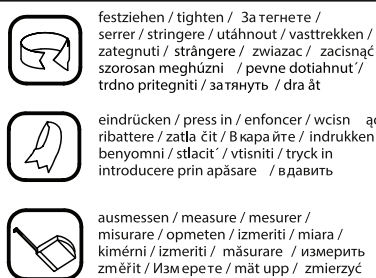 festziehen / tighten / Затегнете /
serrer / stringere / utáhnout / vasttrekken /
zategnuti / strângere / zwiazac / zacisnąć
szorosan meghúzni / pevne dotiahnut´/
trdno pritegniti / затянуть / dra åt
eindrücken / press in / enfoncer / wcisn ąć
ribattere / zatla čit / Вкарайте / indrukken
benyomni / stlacit´ / vtisniti / tryck in
introducere prin apăsare / вдавить
ausmessen / measure / mesurer /
misurare / opmeten / izmeriti / miara /
kimérni / izmeriti / măsurare / измерить
změřit / Измерете / mät upp / zmierzyć